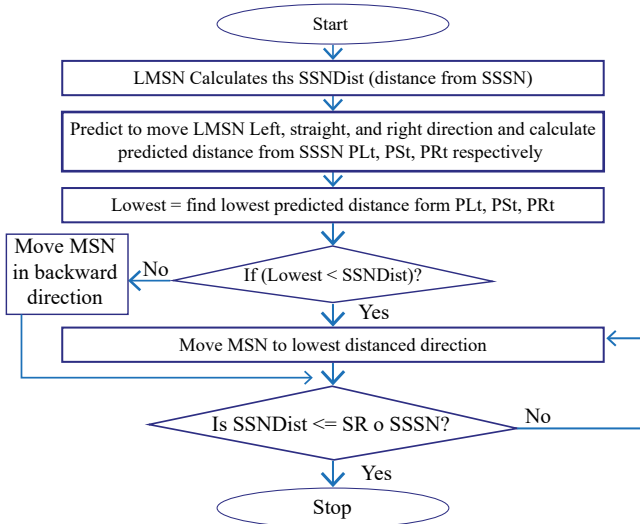 Start
LMSN Calculates ths SSNDist (distance from SSSN)
Predict to move LMSN Left, straight, and right direction and calculate
predicted distance from SSSN PLt, PSt, PRt respectively
Lowest = find lowest predicted distance form PLt, PSt, PRt
Move MSN
in backward
direction
No
If (Lowest < SSNDist)?
Yes
Move MSN to lowest distanced direction
Is SSNDist <= SR o SSSN?
No
Yes
Stop